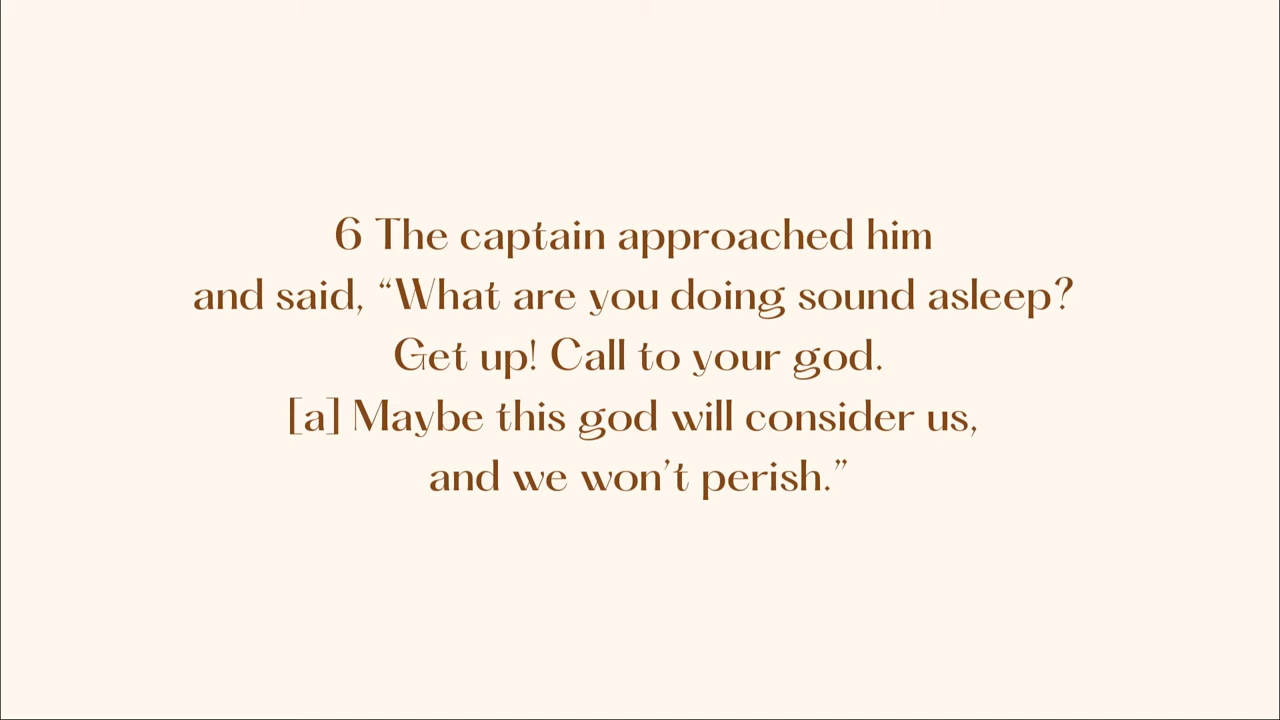 6 The captain approached him
and said, “What are you doing sound asleep?
Get up! Call to your god.
[a] Maybe this god will consider us,
and we won’t perish.”